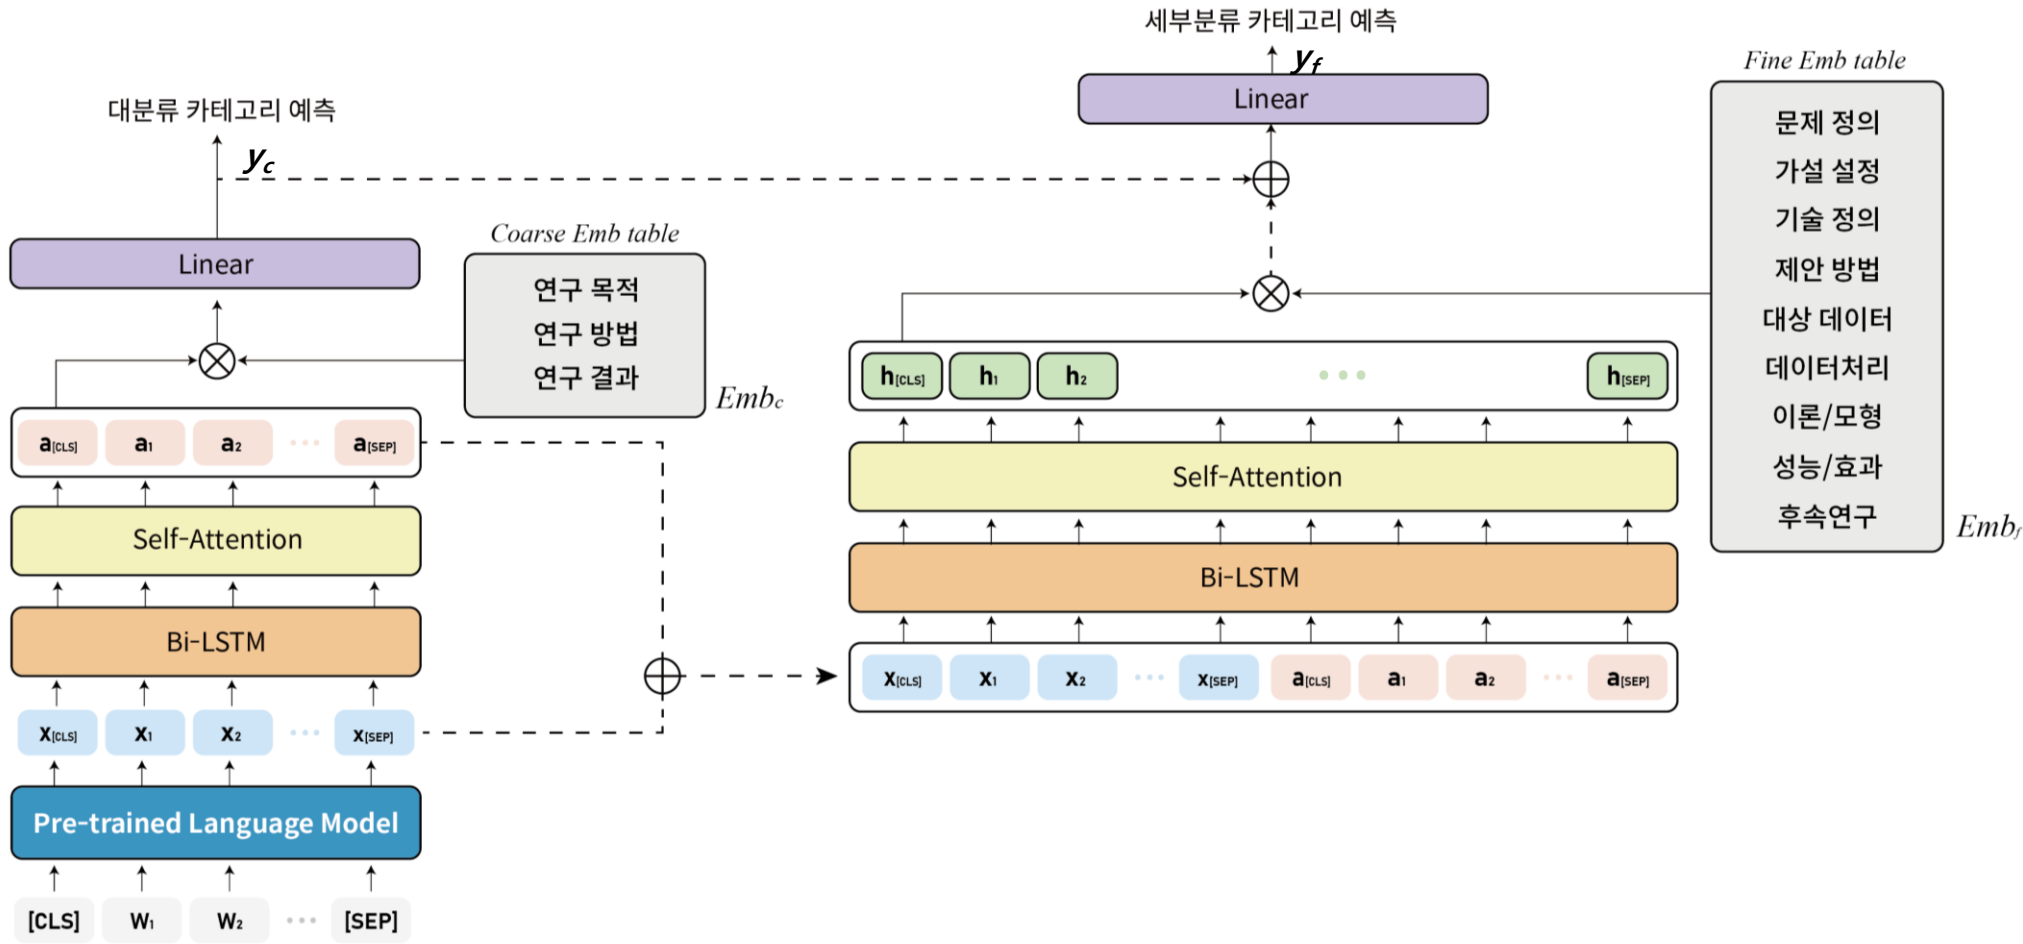 세부분류 카테고리 예측
y_f
Linear
Fine Emb table
문제 정의
가설 설정
기술 정의
제안 방법
대상 데이터
데이터처리
이론/모형
성능/효과
후속연구
Emb_f
대분류 카테고리 예측
y_c
Linear
Coarse Emb table
연구 목적
연구 방법
연구 결과
Emb_c
a[CLS] a1 a2 ··· a[SEP]
Self-Attention
Bi-LSTM
x[CLS] x1 x2 ··· x[SEP]
Pre-trained Language Model
[CLS] W1 W2 ··· [SEP]
h[CLS] h1 h2 ··· h[SEP]
Self-Attention
Bi-LSTM
x[CLS] x1 x2 ··· x[SEP] a[CLS] a1 a2 ··· a[SEP]